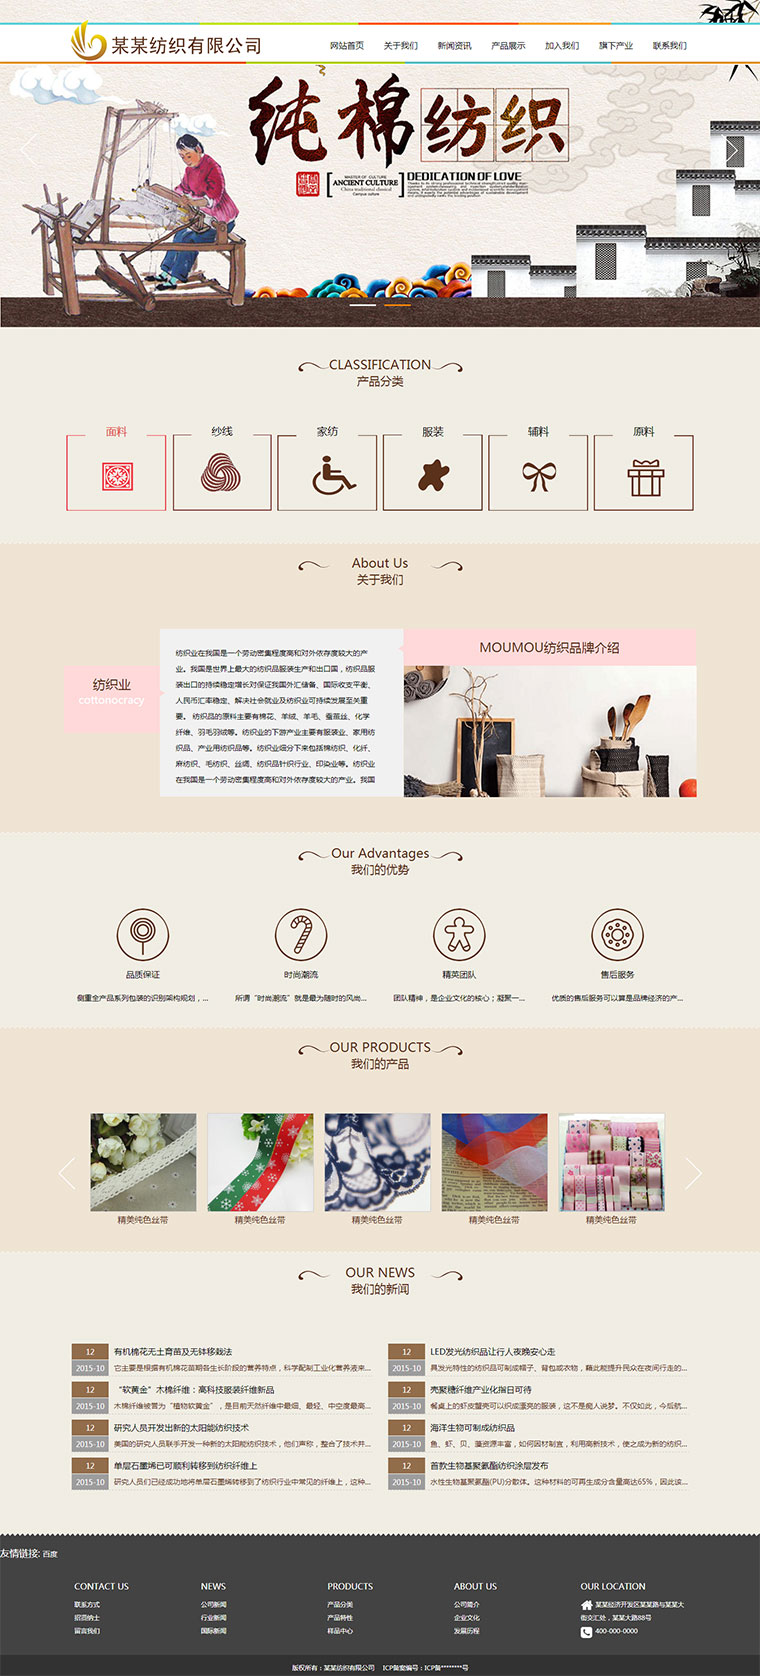 某某纺织有限公司
网站首页 关于我们 新闻资讯 产品展示 加入我们 旗下产业 联系我们
纯棉纺织
MASTER OF CULTURE
ANCIENT CULTURE
China traditional classical
Campus culture
DEDICATION OF LOVE
CLASSIFICATION
产品分类
面料 纱线 家纺 服装 辅料 原料
About Us
关于我们
纺织业
cottonocracy
纺织业在我国是一个劳动密集程度高和对外依存度较大的产
业。我国是世界上最大的纺织品服装生产和出口国，纺织品服
装出口的持续稳定增长对保证我国外汇储备、国际收支平衡、
人民币汇率稳定、解决社会就业及纺织业可持续发展至关重
要。 纺织品的原料主要有棉花、羊绒、羊毛、蚕茧丝、化学
纤维、羽毛羽绒等。纺织业的下游产业主要有服装业、家用纺
织品、产业用纺织品等。纺织业细分下来包括棉纺织、化纤、
麻纺织、毛纺织、丝绸、纺织品针织行业、印染业等。纺织业
在我国是一个劳动密集程度高和对外依存度较大的产业。我国
MOUMOU纺织品牌介绍
Our Advantages
我们的优势
品质保证 时尚潮流 精英团队 售后服务
侧重全产品系列包装的识别架构规划，... 所谓“时尚潮流”就是最为随时的风尚... 团队精神，是企业文化的核心；凝聚一... 优质的售后服务可以算是品牌经济的产...
OUR PRODUCTS
我们的产品
精美纯色丝带 精美纯色丝带 精美纯色丝带 精美纯色丝带 精美纯色丝带
OUR NEWS
我们的新闻
12 有机棉花无土育苗及无钵移栽法
2015-10 它主要是根据有机棉花苗期各生长阶段的营养特点，科学配制工业化营养液来...
12 LED发光纺织品让行人夜晚安心走
2015-10 具发光特性的纺织品可制成帽子、背包或衣物，藉此能提升民众在夜间行走的...
12 “软黄金”木棉纤维：高科技服装纤维新品
2015-10 木棉纤维被誉为“植物软黄金”，是目前天然纤维中最细、最轻、中空度最高...
12 壳聚糖纤维产业化指日可待
2015-10 餐桌上的虾皮蟹壳可以织成漂亮的服装，这不是痴人说梦。不仅如此，今后航...
12 研究人员开发出新的太阳能纺织技术
2015-10 美国的研究人员联手开发一种新的太阳能纺织技术，他们声称，整合了技术并...
12 海洋生物可制成纺织品
2015-10 鱼、虾、贝、藻资源丰富，如何因材制宜，利用高新技术，使之成为新的纺织...
12 单层石墨烯已可顺利转移到纺织纤维上
2015-10 研究人员们已经成功地将单层石墨烯转移到了纺织行业中常见的纤维上，这种...
12 首款生物基聚氨酯纺织涂层发布
2015-10 水性生物基聚氨酯(PU)分散体。这种材料的可再生成分含量高达65%，因此该...
友情链接: 百度
CONTACT US NEWS PRODUCTS ABOUT US OUR LOCATION
联系方式 公司新闻 产品分类 公司简介 某某经济开发区某某路与某某大
招贤纳士 行业新闻 产品特性 企业文化 街交汇处，某某大路88号
留言我们 国际新闻 样品中心 发展历程 400-000-0000
版权所有：某某纺织有限公司 ICP备案编号：ICP备********号